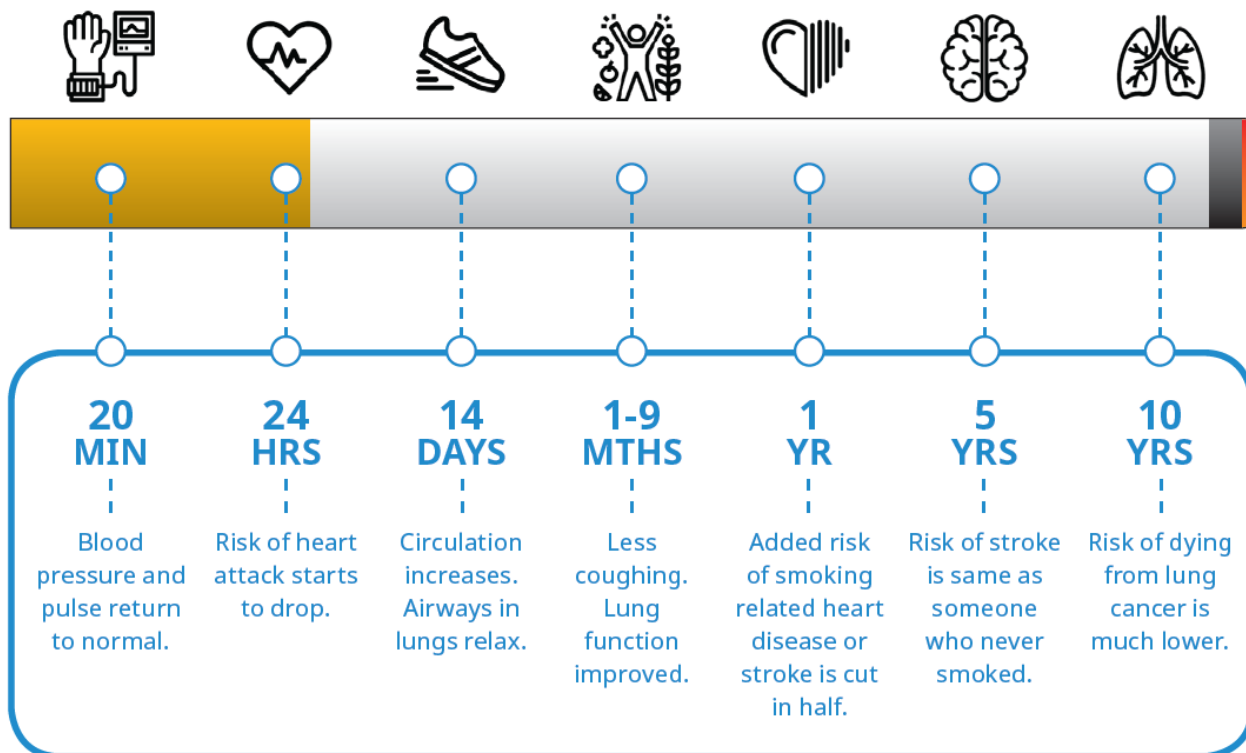 20
MIN
Blood
pressure and
pulse return
to normal.
24
HRS
Risk of heart
attack starts
to drop.
14
DAYS
Circulation
increases.
Airways in
lungs relax.
1-9
MTHS
Less
coughing.
Lung
function
improved.
1
YR
Added risk
of smoking
related heart
disease or
stroke is cut
in half.
5
YRS
Risk of stroke
is same as
someone
who never
smoked.
10
YRS
Risk of dying
from lung
cancer is
much lower.